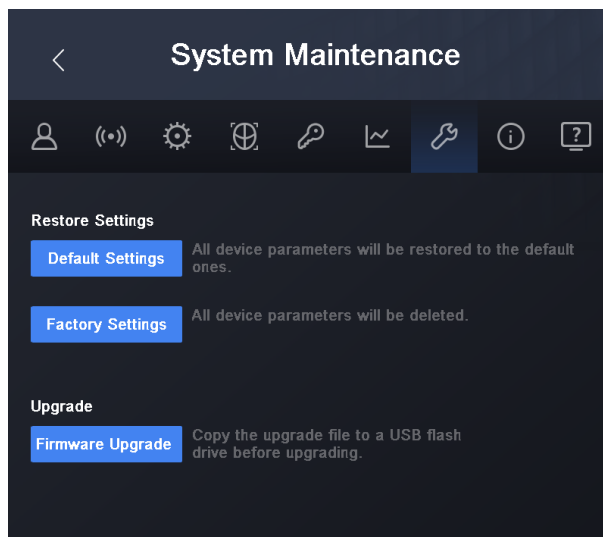 System Maintenance
Restore Settings
Default Settings
All device parameters will be restored to the default
ones.
Factory Settings
All device parameters will be deleted.
Upgrade
Firmware Upgrade
Copy the upgrade file to a USB flash
drive before upgrading.